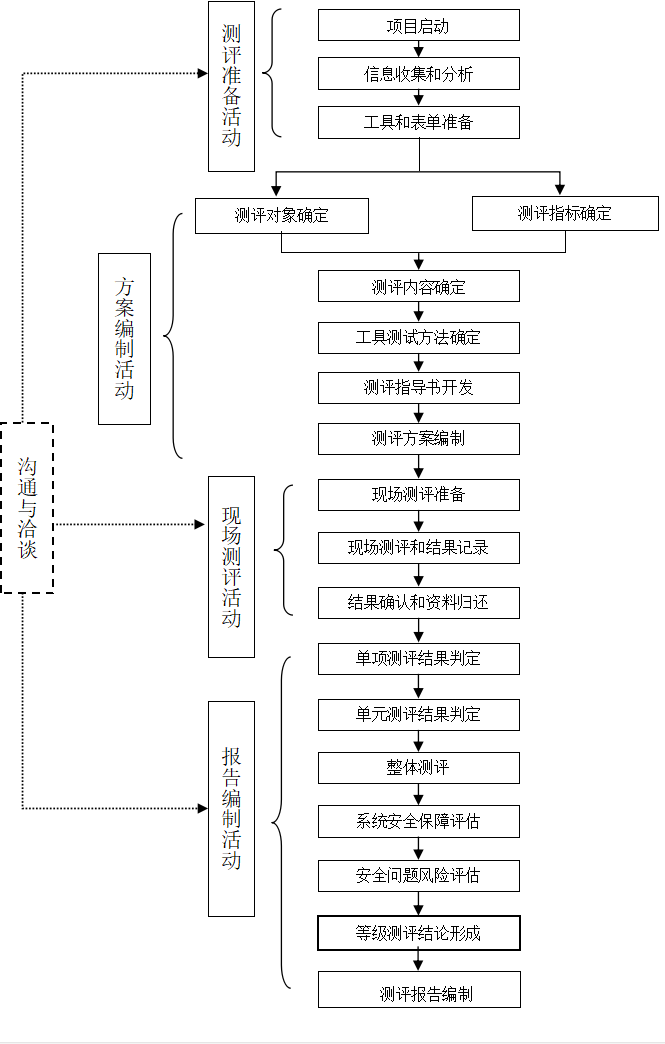 测评准备活动
项目启动
信息收集和分析
工具和表单准备
方案编制活动
测评对象确定
测评指标确定
测评内容确定
工具测试方法确定
测评指导书开发
测评方案编制
沟通与洽谈
现场测评活动
现场测评准备
现场测评和结果记录
结果确认和资料归还
报告编制活动
单项测评结果判定
单元测评结果判定
整体测评
系统安全保障评估
安全问题风险评估
等级测评结论形成
测评报告编制